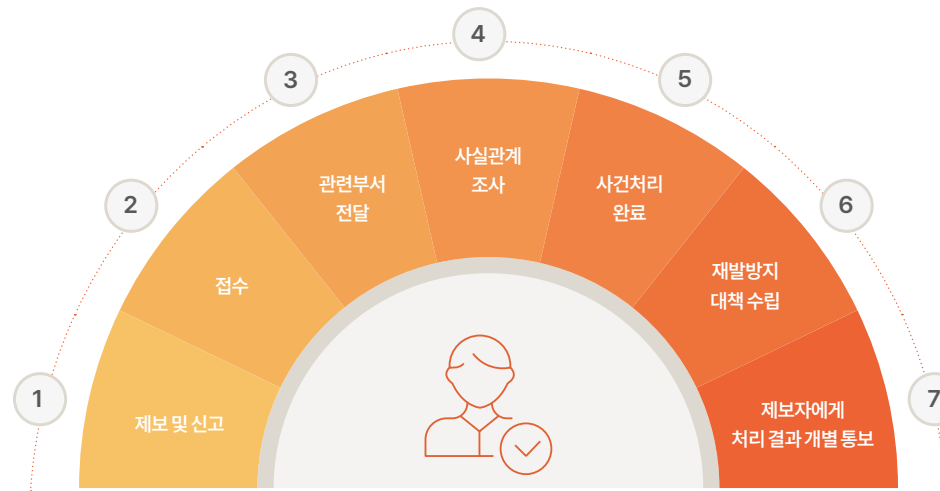 1
제보 및 신고
2
접수
3
관련부서
전달
4
사실관계
조사
5
사건처리
완료
6
재발방지
대책 수립
7
제보자에게
처리 결과 개별 통보